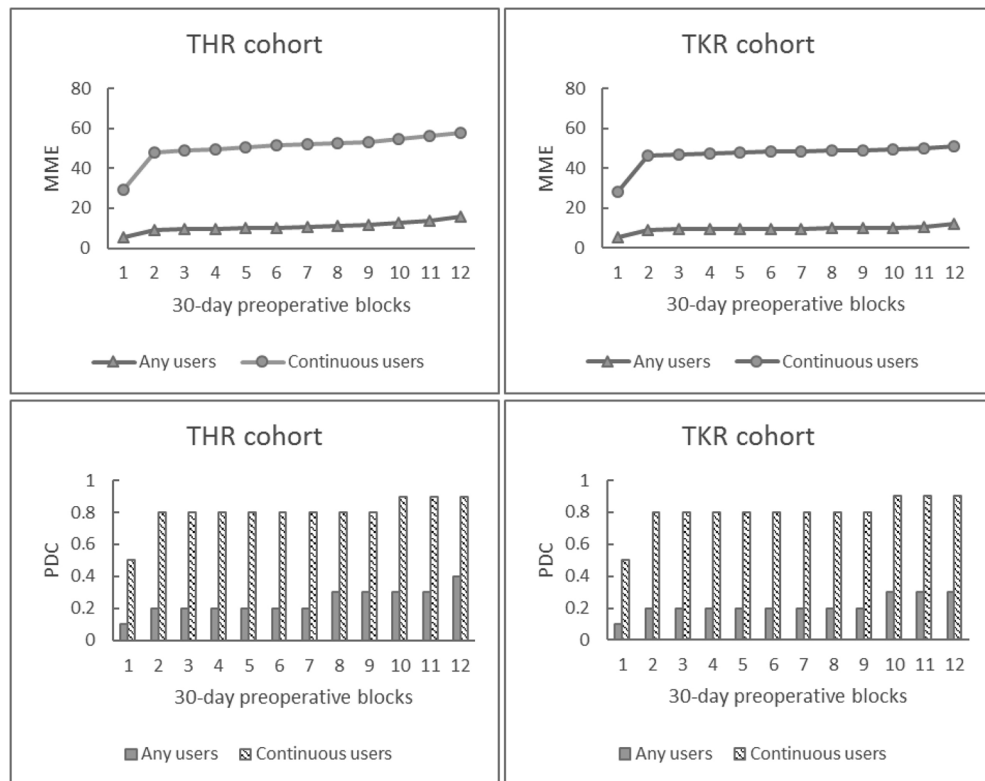 THR cohort
80
60
40
20
0
MME
1 2 3 4 5 6 7 8 9 10 11 12
30-day preoperative blocks
Any users Continuous users
TKR cohort
80
60
40
20
0
MME
1 2 3 4 5 6 7 8 9 10 11 12
30-day preoperative blocks
Any users Continuous users
THR cohort
1
0.8
0.6
0.4
0.2
0
PDC
1 2 3 4 5 6 7 8 9 10 11 12
30-day preoperative blocks
Any users Continuous users
TKR cohort
1
0.8
0.6
0.4
0.2
0
PDC
1 2 3 4 5 6 7 8 9 10 11 12
30-day preoperative blocks
Any users Continuous users